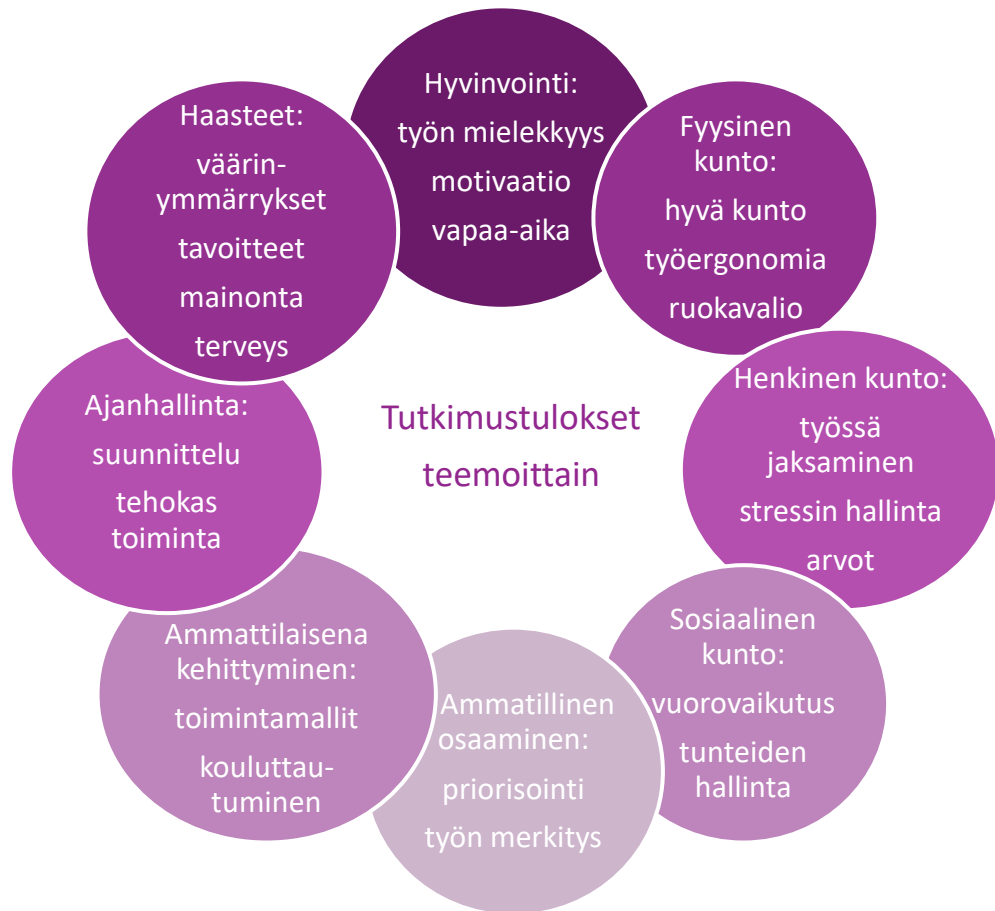 Hyvinvointi:
työn mielekkyys
motivaatio
vapaa-aika
Fyysinen
kunto:
hyvä kunto
työergonomia
ruokavalio
Henkinen kunto:
työssä
jaksaminen
stressin hallinta
arvot
Sosiaalinen
kunto:
vuorovaikutus
tunteiden
hallinta
Ammatillinen
osaaminen:
priorisointi
työn merkitys
Ammattilaisena
kehittyminen:
toimintamallit
kouluttau-
tuminen
Ajanhallinta:
suunnittelu
tehokas
toiminta
Haasteet:
väärin-
ymmärrykset
tavoitteet
mainonta
terveys
Tutkimustulokset
teemoittain